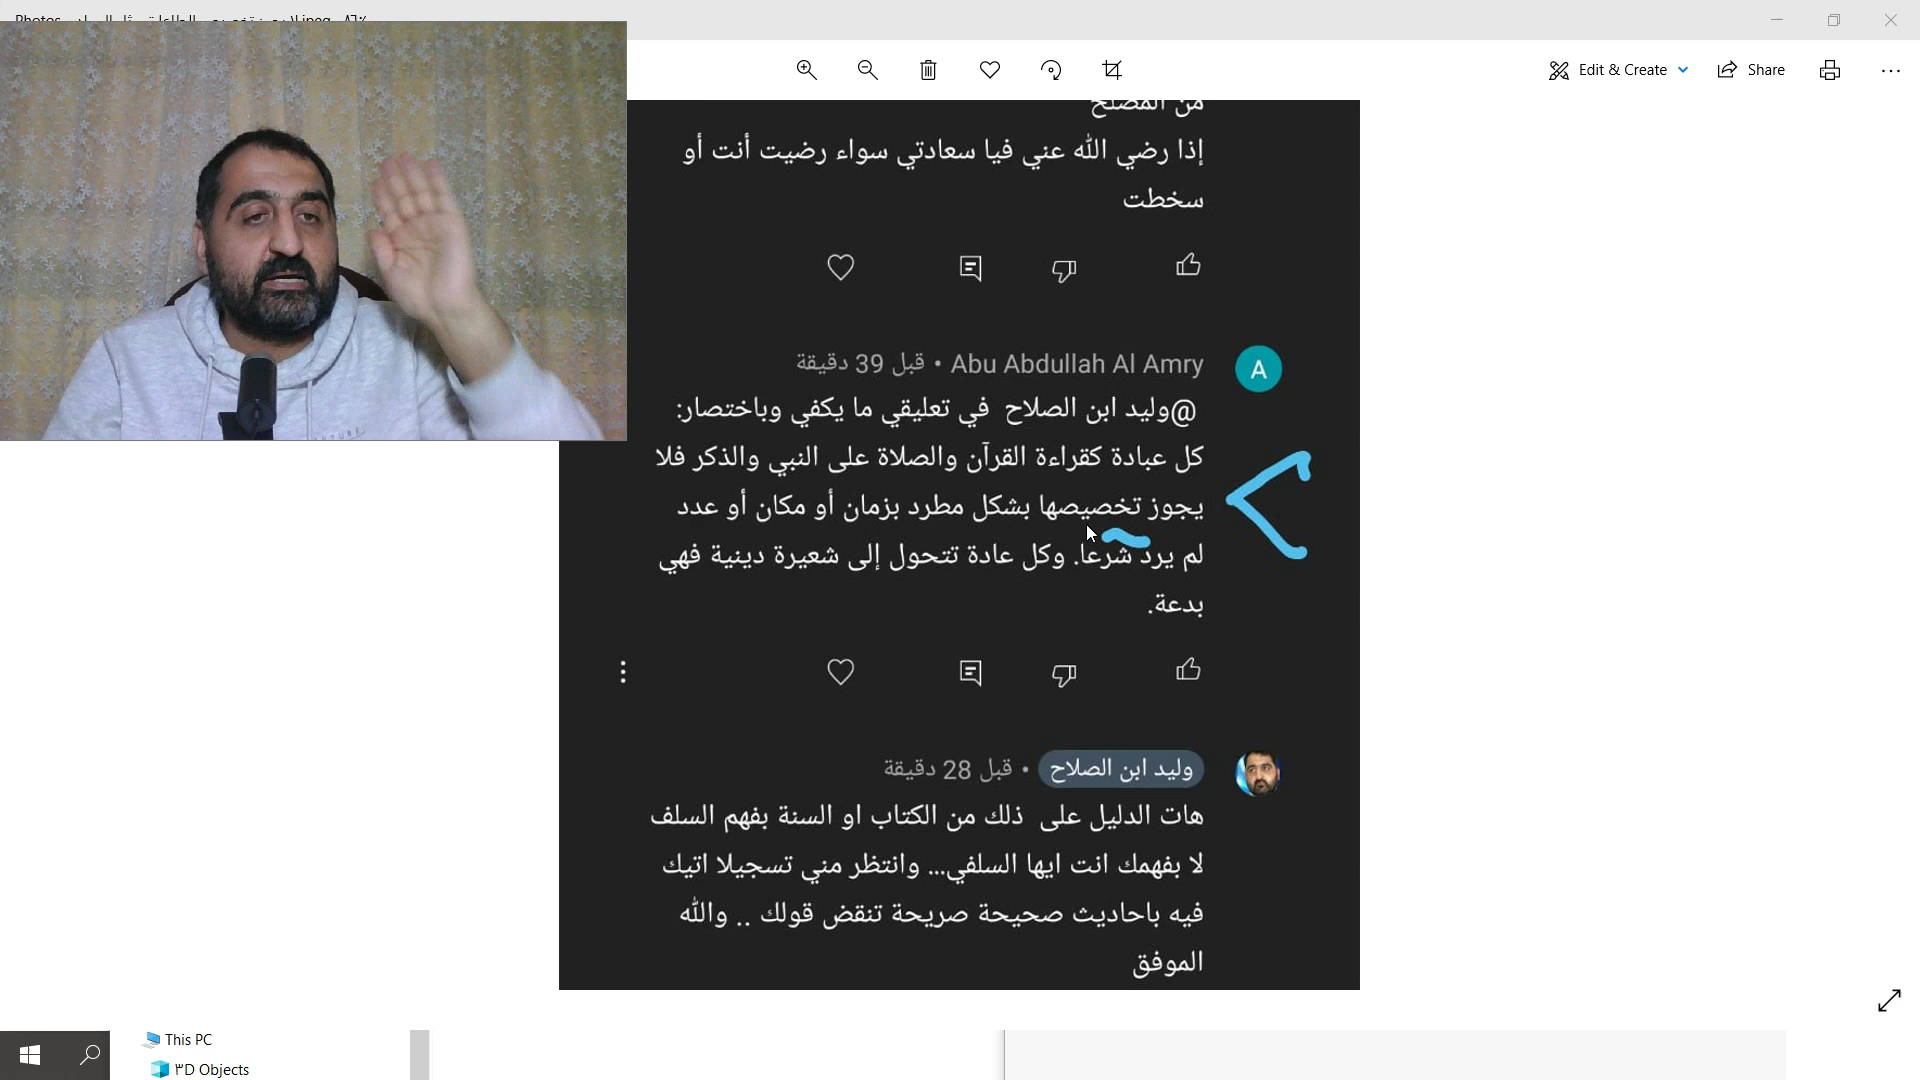 Photos
Edit & Create
Share
من المصلح
إذا رضي الله عني فيا سعادتي سواء رضيت أنت أو
سخطت
Abu Abdullah Al Amry • قبل 39 دقيقة
A
@وليد ابن الصلاح في تعليقي ما يكفي وباختصار:
كل عبادة كقراءة القرآن والصلاة على النبي والذكر فلا
يجوز تخصيصها بشكل مطرد بزمان أو مكان أو عدد
لم يرد شرعا. وكل عادة تتحول إلى شعيرة دينية فهي
بدعة.
وليد ابن الصلاح • قبل 28 دقيقة
هات الدليل على ذلك من الكتاب او السنة بفهم السلف
لا بفهمك انت ايها السلفي... وانتظر مني تسجيلا اتيك
فيه باحاديث صحيحة صريحة تنقض قولك .. والله
الموفق
This PC
٣D Objects